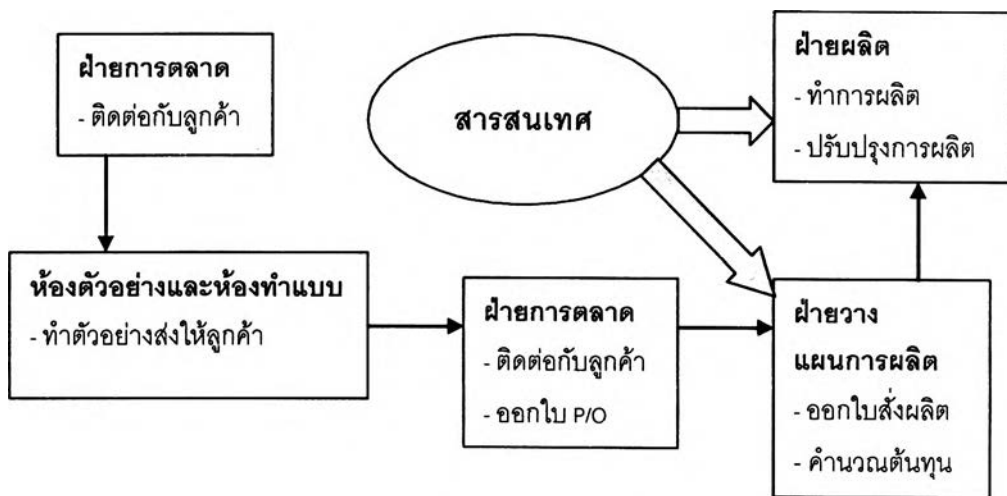 ฝ่ายการตลาด
- ติดต่อกับลูกค้า
สารสนเทศ
ฝ่ายผลิต
- ทำการผลิต
- ปรับปรุงการผลิต
ห้องตัวอย่างและห้องทำแบบ
- ทำตัวอย่างส่งให้ลูกค้า
ฝ่ายการตลาด
- ติดต่อกับลูกค้า
- ออกใบ P/O
ฝ่ายวาง
แผนการผลิต
- ออกใบสั่งผลิต
- คำนวณต้นทุน